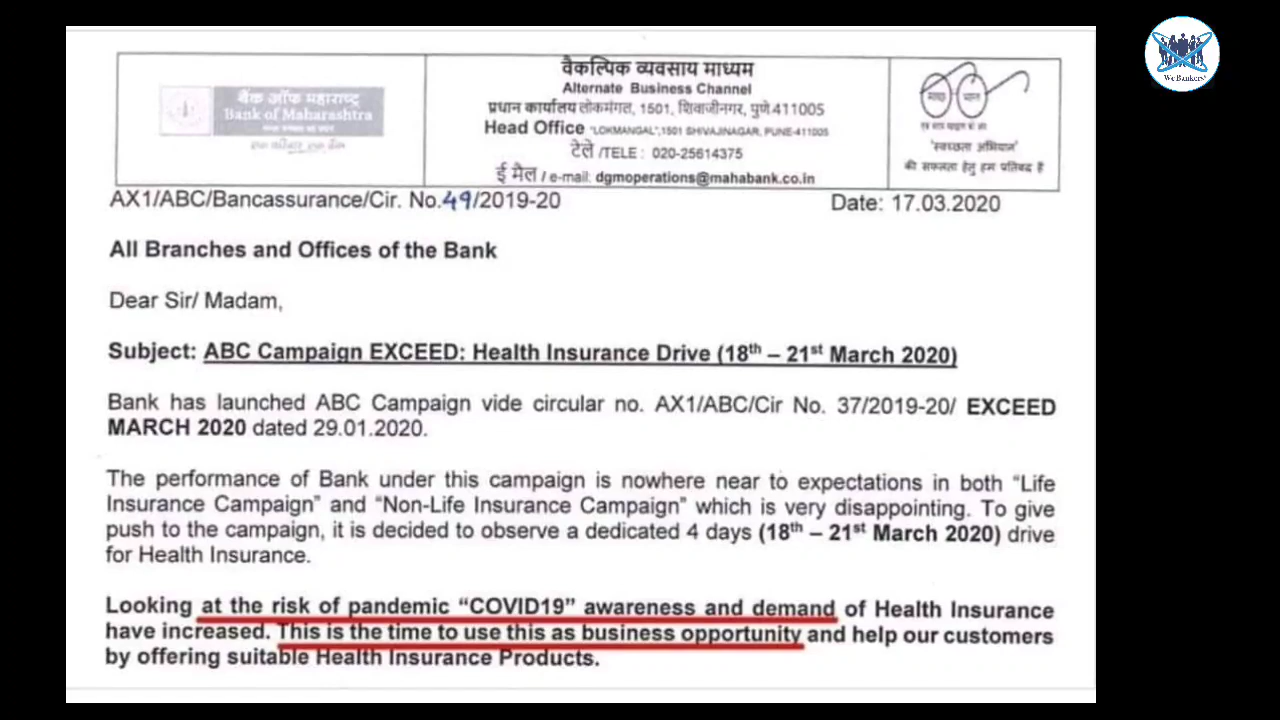 We Bankers
बैंक ऑफ महाराष्ट्र
Bank of Maharashtra
एक परिवार एक बैंक
वैकल्पिक व्यवसाय माध्यम
Alternate Business Channel
प्रधान कार्यालय लोकमंगल, 1501, शिवाजीनगर, पुणे 411005
Head Office "LOKMANGAL",1501 SHIVAJINAGAR, PUNE-411005
टेले /TELE : 020-25614375
ई मैल / e-mail: dgmoperations@mahabank.co.in
'स्वच्छता अभियान'
की सफलता हेतु हम प्रतिबद्ध है
AX1/ABC/Bancassurance/Cir. No.49/2019-20
Date: 17.03.2020
All Branches and Offices of the Bank
Dear Sir/ Madam,
Subject: ABC Campaign EXCEED: Health Insurance Drive (18th – 21st March 2020)
Bank has launched ABC Campaign vide circular no. AX1/ABC/Cir No. 37/2019-20/ EXCEED
MARCH 2020 dated 29.01.2020.
The performance of Bank under this campaign is nowhere near to expectations in both “Life
Insurance Campaign” and “Non-Life Insurance Campaign” which is very disappointing. To give
push to the campaign, it is decided to observe a dedicated 4 days (18th – 21st March 2020) drive
for Health Insurance.
Looking at the risk of pandemic “COVID19” awareness and demand of Health Insurance
have increased. This is the time to use this as business opportunity and help our customers
by offering suitable Health Insurance Products.